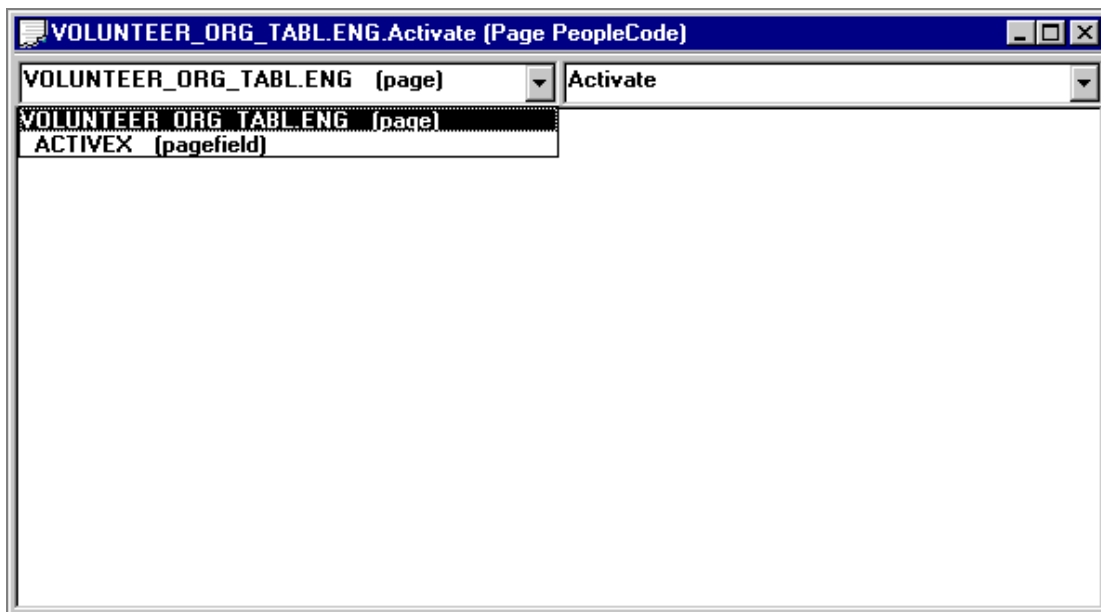 VOLUNTEER_ORG_TABL.ENG.Activate (Page PeopleCode)
VOLUNTEER_ORG_TABL.ENG (page) Activate
VOLUNTEER_ORG_TABL.ENG (page)
ACTIVEX (pagefield)